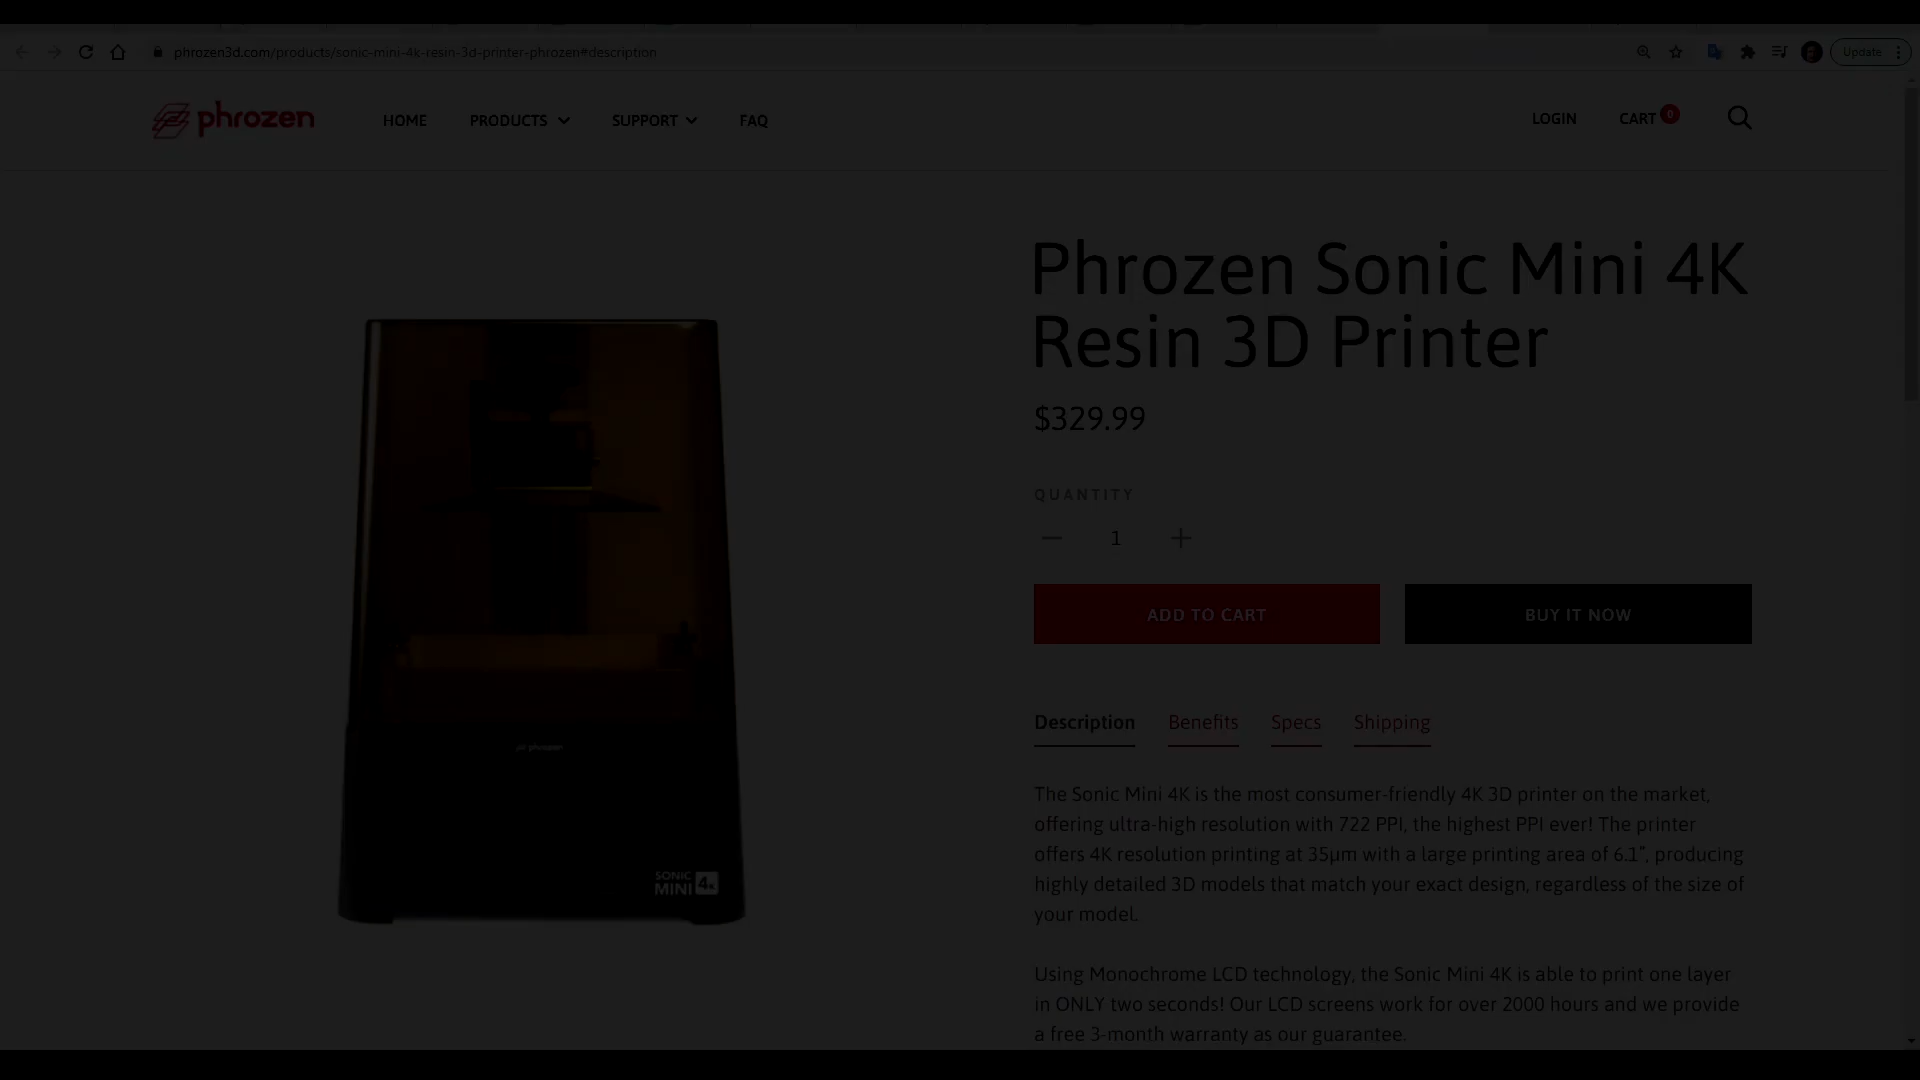 phrozen3d.com/products/sonic-mini-4k-resin-3d-printer-phrozen#description
Update
phrozen
HOME
PRODUCTS
SUPPORT
FAQ
LOGIN
CART 0
Phrozen Sonic Mini 4K
Resin 3D Printer
$329.99
QUANTITY
1
ADD TO CART
BUY IT NOW
phrozen
SONIC
MINI 4K
Description
Benefits
Specs
Shipping
The Sonic Mini 4K is the most consumer-friendly 4K 3D printer on the market,
offering ultra-high resolution with 722 PPI, the highest PPI ever! The printer
offers 4K resolution printing at 35µm with a large printing area of 6.1", producing
highly detailed 3D models that match your exact design, regardless of the size of
your model.
Using Monochrome LCD technology, the Sonic Mini 4K is able to print one layer
in ONLY two seconds! Our LCD screens work for over 2000 hours and we provide
a free 3-month warranty as our guarantee.